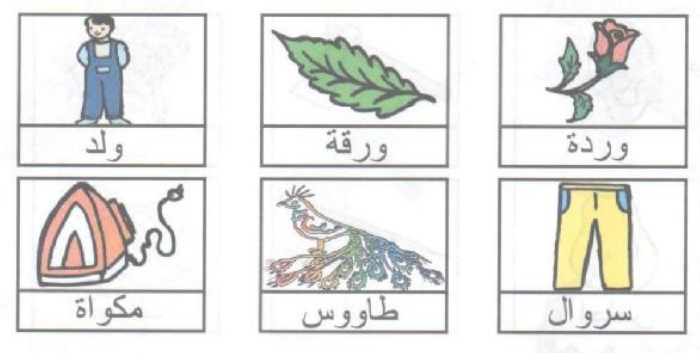 وردة
ورقة
ولد
سروال
طاووس
مكواة